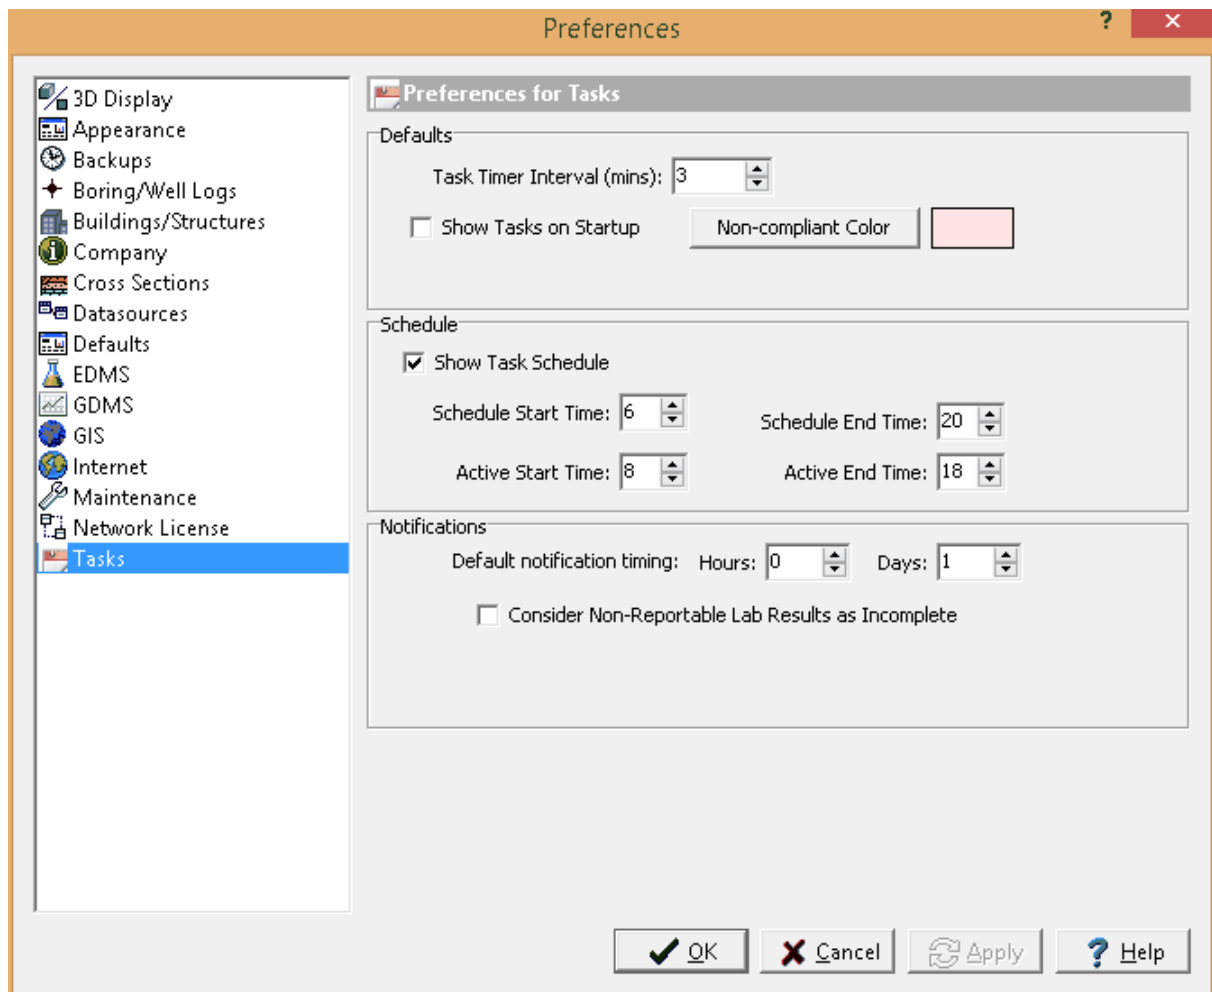 Preferences
?
3D Display
Appearance
Backups
Boring/Well Logs
Buildings/Structures
Company
Cross Sections
Datasources
Defaults
EDMS
GDMS
GIS
Internet
Maintenance
Network License
Tasks
Preferences for Tasks
Defaults
Task Timer Interval (mins): 3
Show Tasks on Startup Non-compliant Color
Schedule
Show Task Schedule
Schedule Start Time: 6 Schedule End Time: 20
Active Start Time: 8 Active End Time: 18
Notifications
Default notification timing: Hours: 0 Days: 1
Consider Non-Reportable Lab Results as Incomplete
OK Cancel Apply ? Help